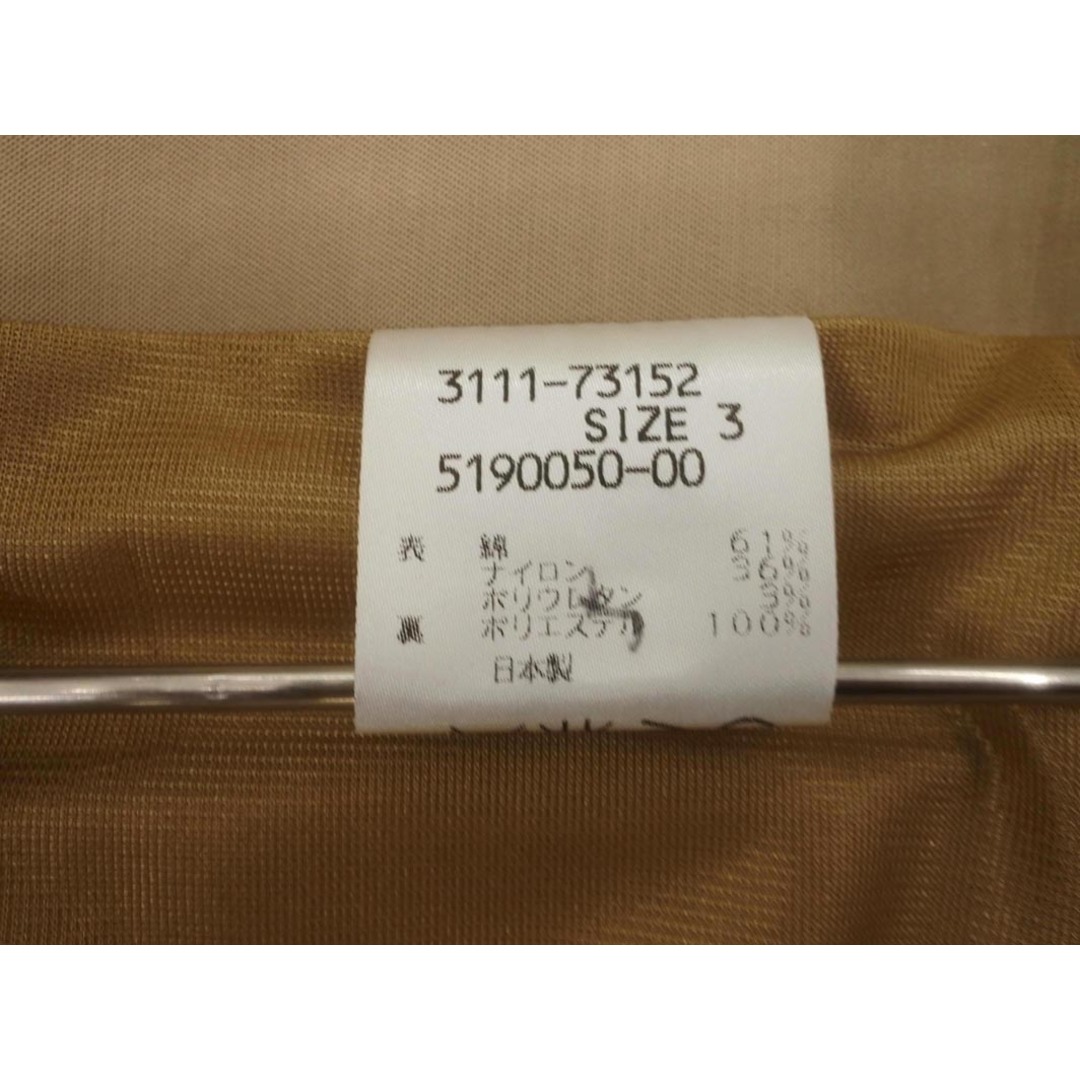 3111-73152
SIZE 3
5190050-00
表 綿 61%
ナイロン 36%
ポリウレタン 3%
裏 ポリエステル 100%
日本製